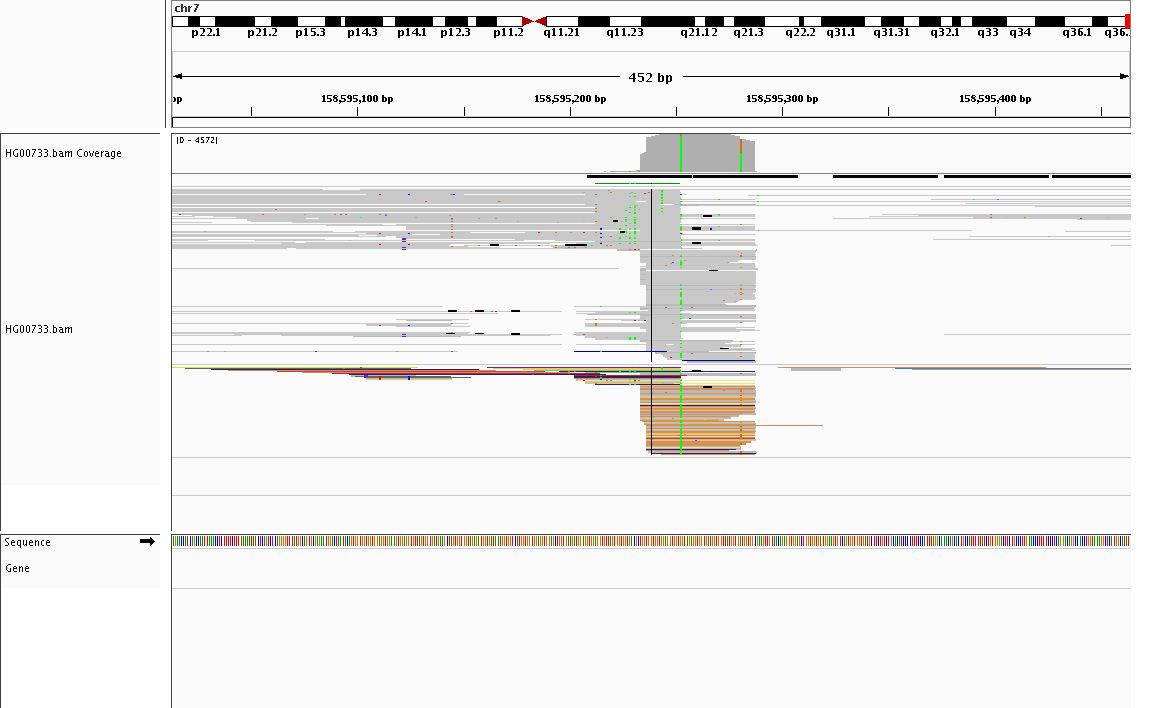 chr7
p22.1 p21.2 p15.3 p14.3 p14.1 p12.3 p11.2 q11.21 q11.23 q21.12 q21.3 q22.2 q31.1 q31.31 q32.1 q33 q34 q36.1 q36.
452 bp
bp 158,595,100 bp 158,595,200 bp 158,595,300 bp 158,595,400 bp
[0 - 4572]
HG00733.bam Coverage
HG00733.bam
Sequence
Gene